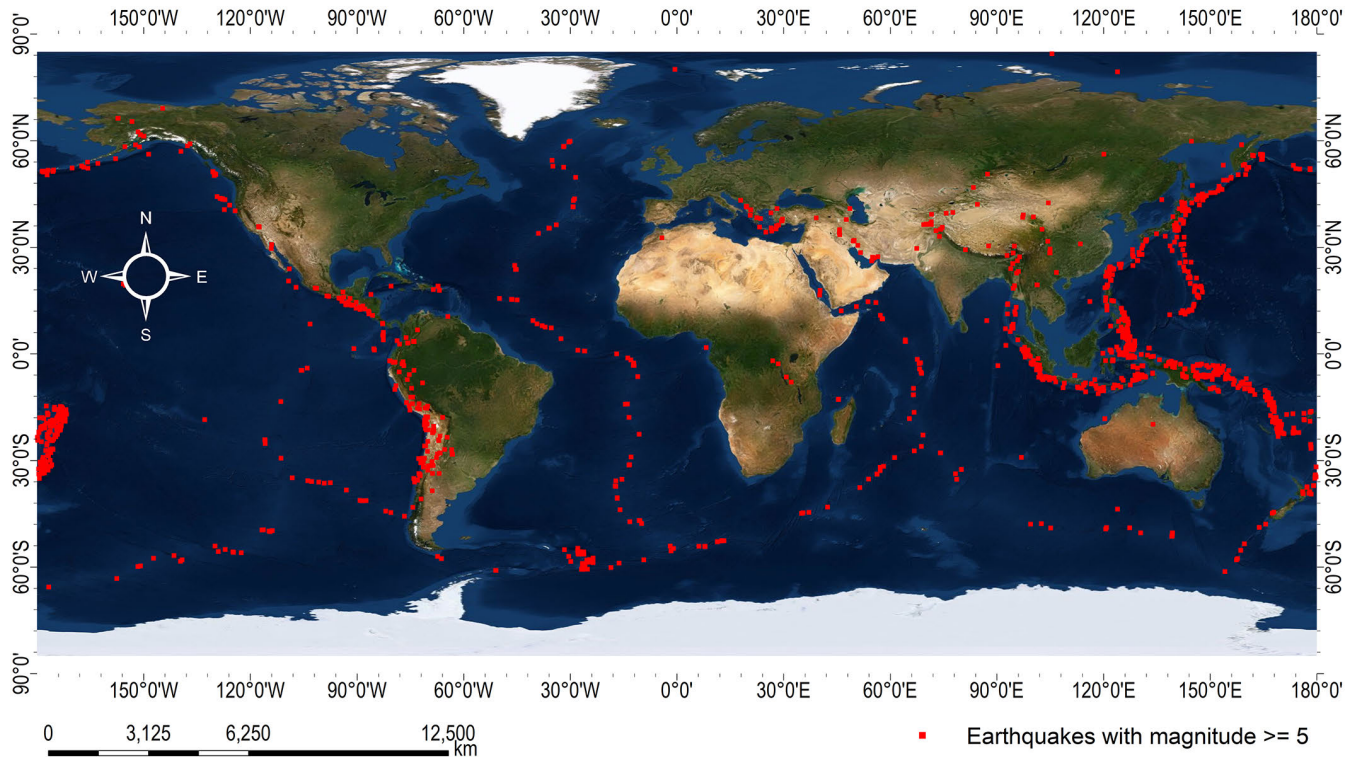 150°0'W 120°0'W 90°0'W 60°0'W 30°0'W 0°0' 30°0'E 60°0'E 90°0'E 120°0'E 150°0'E 180°0'
90°0' 
60°0'N 60°0'N
N
30°0'N 30°0'N
W E
S
0°0' 0°0'
30°0'S 30°0'S
60°0'S 60°0'S
90°0'
150°0'W 120°0'W 90°0'W 60°0'W 30°0'W 0°0' 30°0'E 60°0'E 90°0'E 120°0'E 150°0'E 180°0'
0 3,125 6,250 12,500
km
Earthquakes with magnitude >= 5